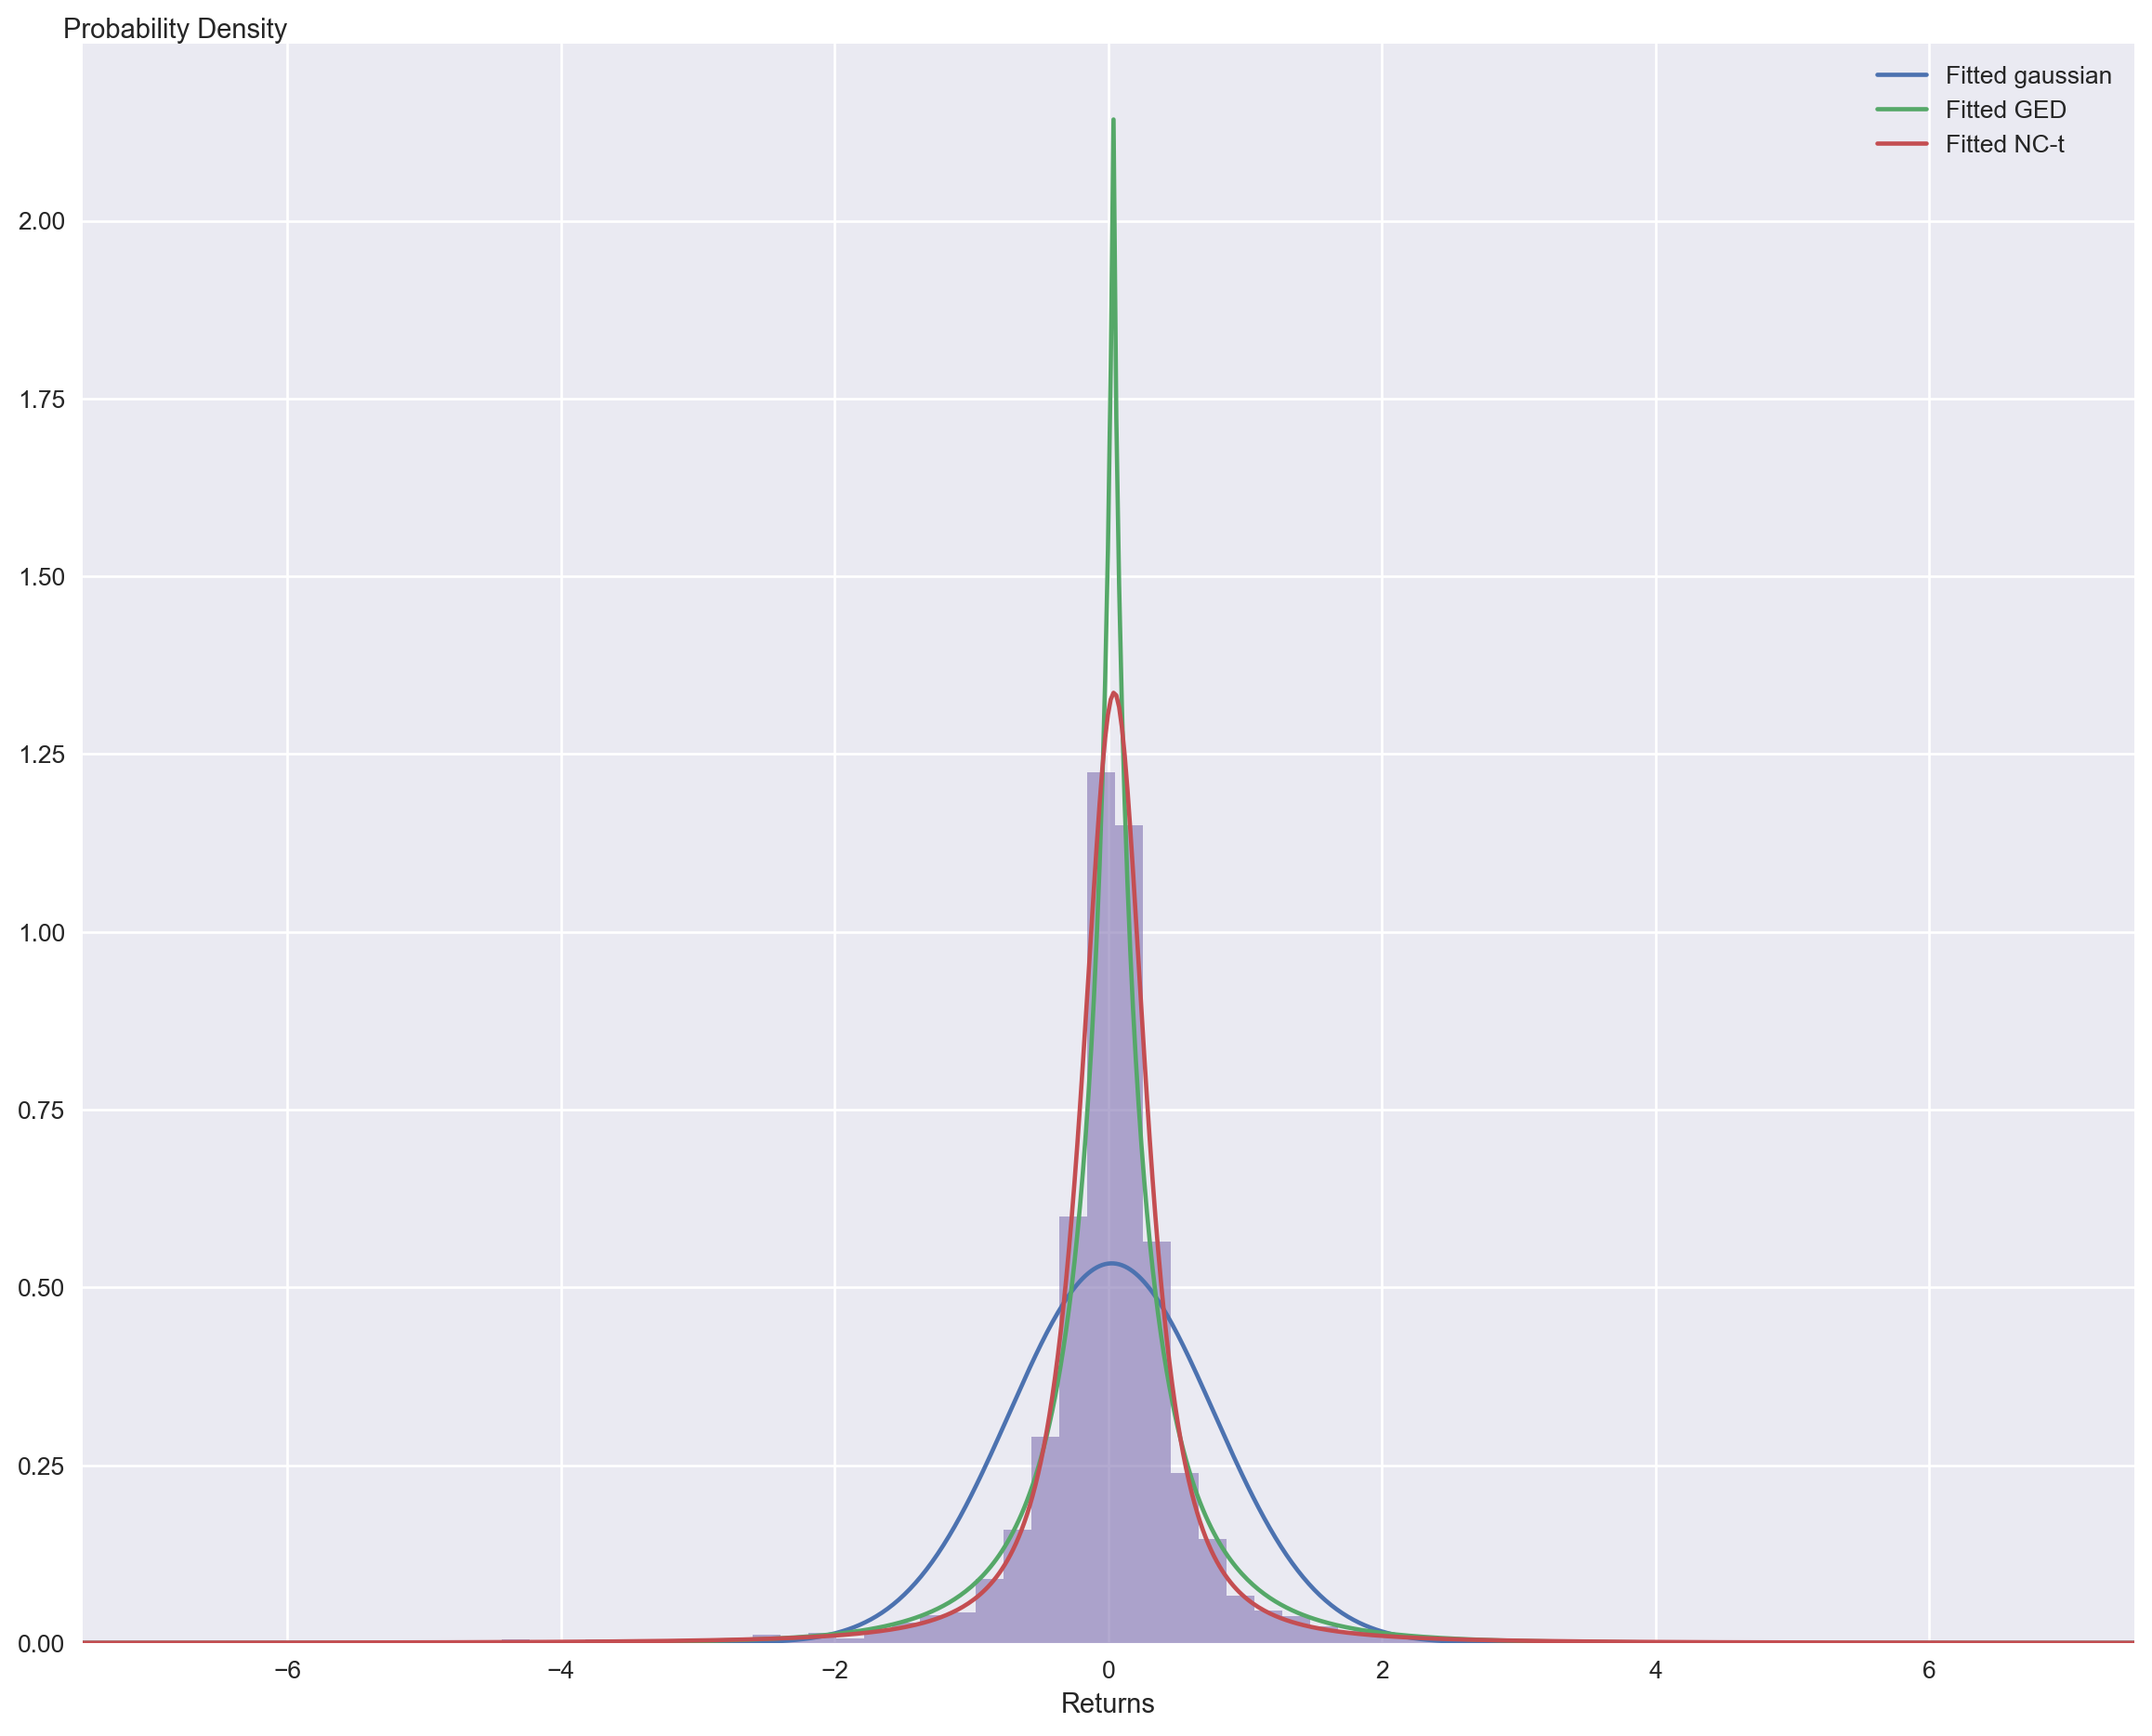 Probability Density
Fitted gaussian
Fitted GED
Fitted NC-t
2.00
1.75
1.50
1.25
1.00
0.75
0.50
0.25
0.00
−6 −4 −2 0 2 4 6
Returns